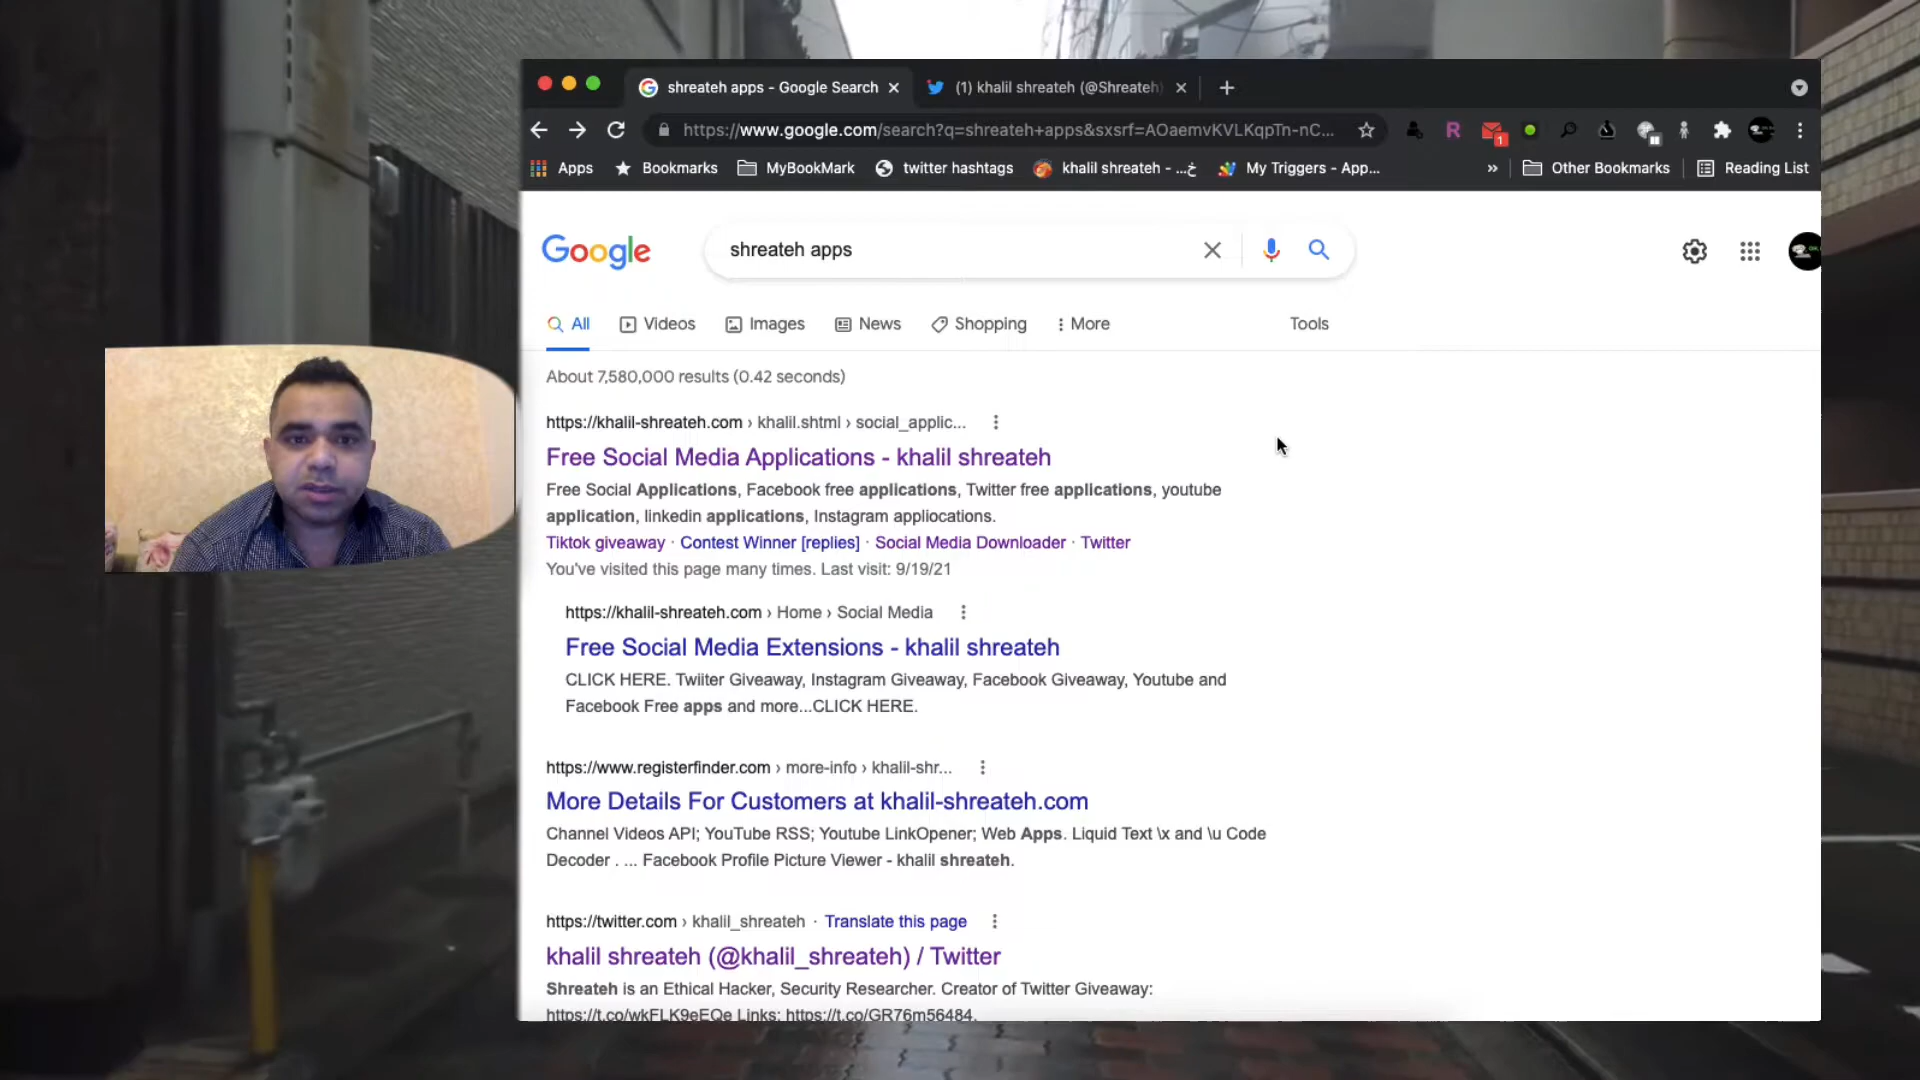 shreateh apps - Google Search
(1) khalil shreateh (@Shreateh)
https://www.google.com/search?q=shreateh+apps&sxsrf=AOaemvKVLKqpTn-nC...
Apps
Bookmarks
MyBookMark
twitter hashtags
khalil shreateh - ...خ
My Triggers - App...
»
Other Bookmarks
Reading List
Google
shreateh apps
All
Videos
Images
News
Shopping
More
Tools
About 7,580,000 results (0.42 seconds)
https://khalil-shreateh.com › khalil.shtml › social_applic...
Free Social Media Applications - khalil shreateh
Free Social Applications, Facebook free applications, Twitter free applications, youtube
application, linkedin applications, Instagram appliocations.
Tiktok giveaway · Contest Winner [replies] · Social Media Downloader · Twitter
You've visited this page many times. Last visit: 9/19/21
https://khalil-shreateh.com › Home › Social Media
Free Social Media Extensions - khalil shreateh
CLICK HERE. Twiiter Giveaway, Instagram Giveaway, Facebook Giveaway, Youtube and
Facebook Free apps and more...CLICK HERE.
https://www.registerfinder.com › more-info › khalil-shr...
More Details For Customers at khalil-shreateh.com
Channel Videos API; YouTube RSS; Youtube LinkOpener; Web Apps. Liquid Text \x and \u Code
Decoder . ... Facebook Profile Picture Viewer - khalil shreateh.
https://twitter.com › khalil_shreateh · Translate this page
khalil shreateh (@khalil_shreateh) / Twitter
Shreateh is an Ethical Hacker, Security Researcher. Creator of Twitter Giveaway:
https://t.co/wkFLK9eEQe Links: https://t.co/GR76m56484.